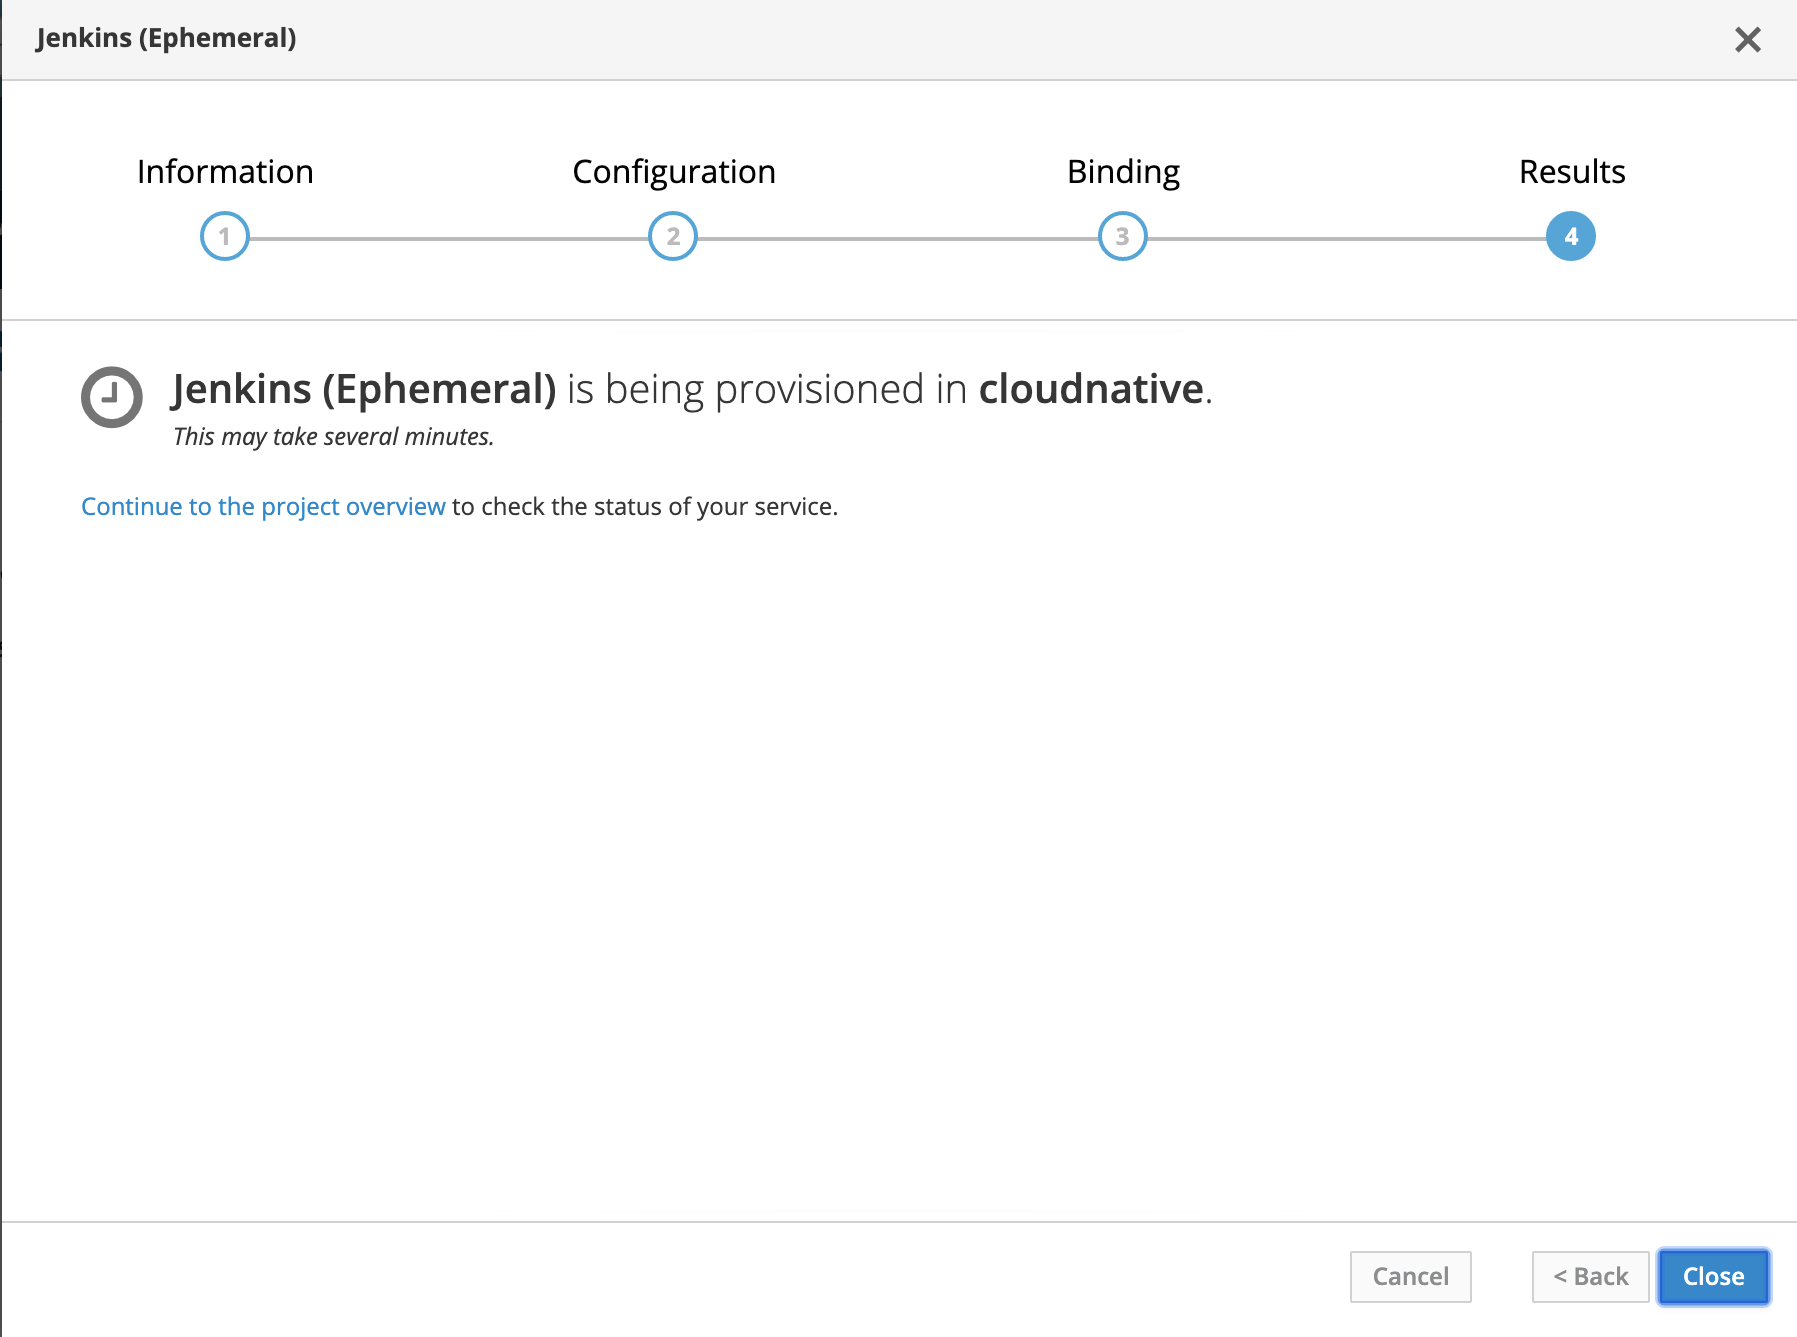 Jenkins (Ephemeral)
Information Configuration Binding Results
1 2 3 4
Jenkins (Ephemeral) is being provisioned in cloudnative.
This may take several minutes.
Continue to the project overview to check the status of your service.
Cancel < Back Close